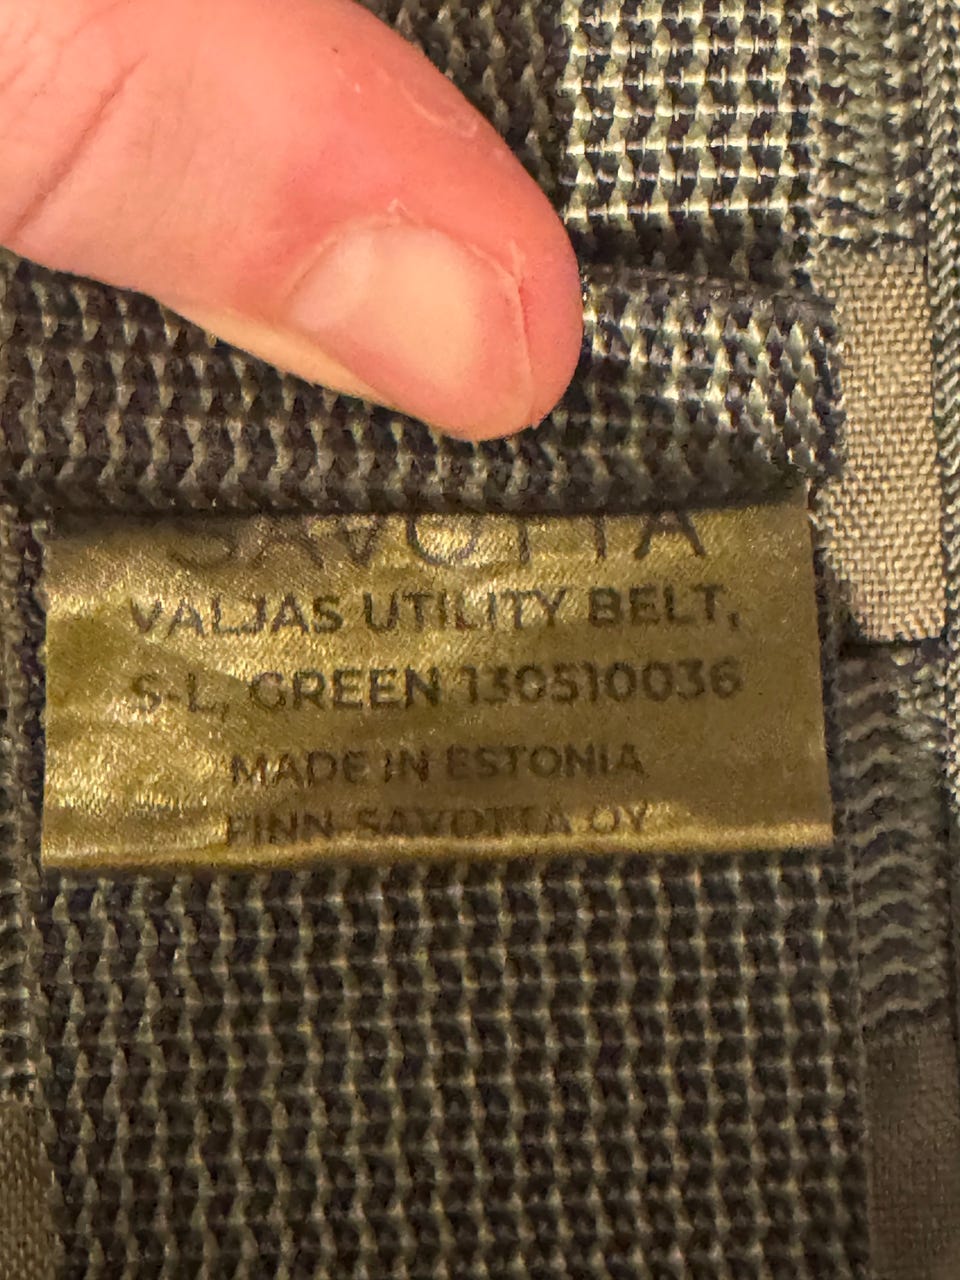 SAVOTTA
VALJAS UTILITY BELT,
S-L, GREEN 130510036
MADE IN ESTONIA
FINN-SAVOTTA OY